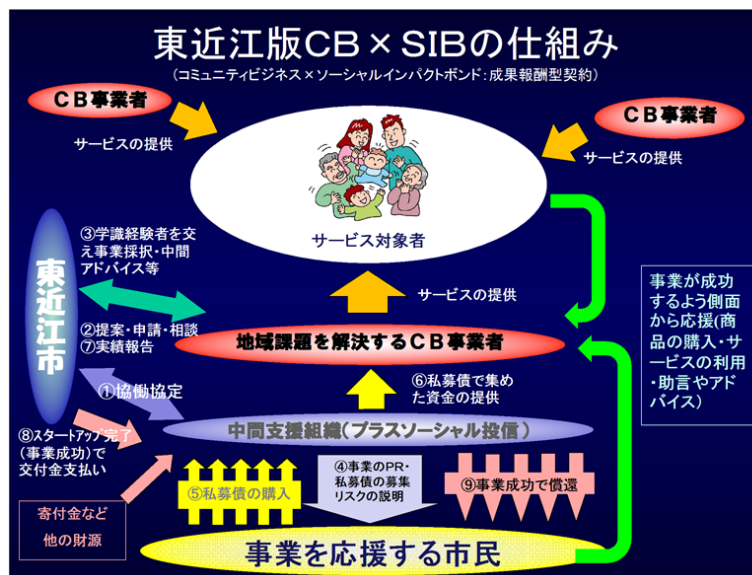 東近江版CB×SIBの仕組み
(コミュニティビジネス×ソーシャルインパクトボンド:成果報酬型契約)
CB事業者
CB事業者
サービスの提供
サービスの提供
サービス対象者
東近江市
③学識経験者を交
え事業採択・中間
アドバイス等
サービスの提供
事業が成功
するよう側面
から応援(商
品の購入・サ
ービスの利用
・助言やアド
バイス)
②提案・申請・相談
⑦実績報告
地域課題を解決するCB事業者
①協働協定
⑥私募債で集め
た資金の提供
中間支援組織(プラスソーシャル投信)
⑧スタートアップ完了
(事業成功)で
交付金支払い
⑤私募債の購入
④事業のPR・
私募債の募集
リスクの説明
⑨事業成功で償還
寄付金など
他の財源
事業を応援する市民